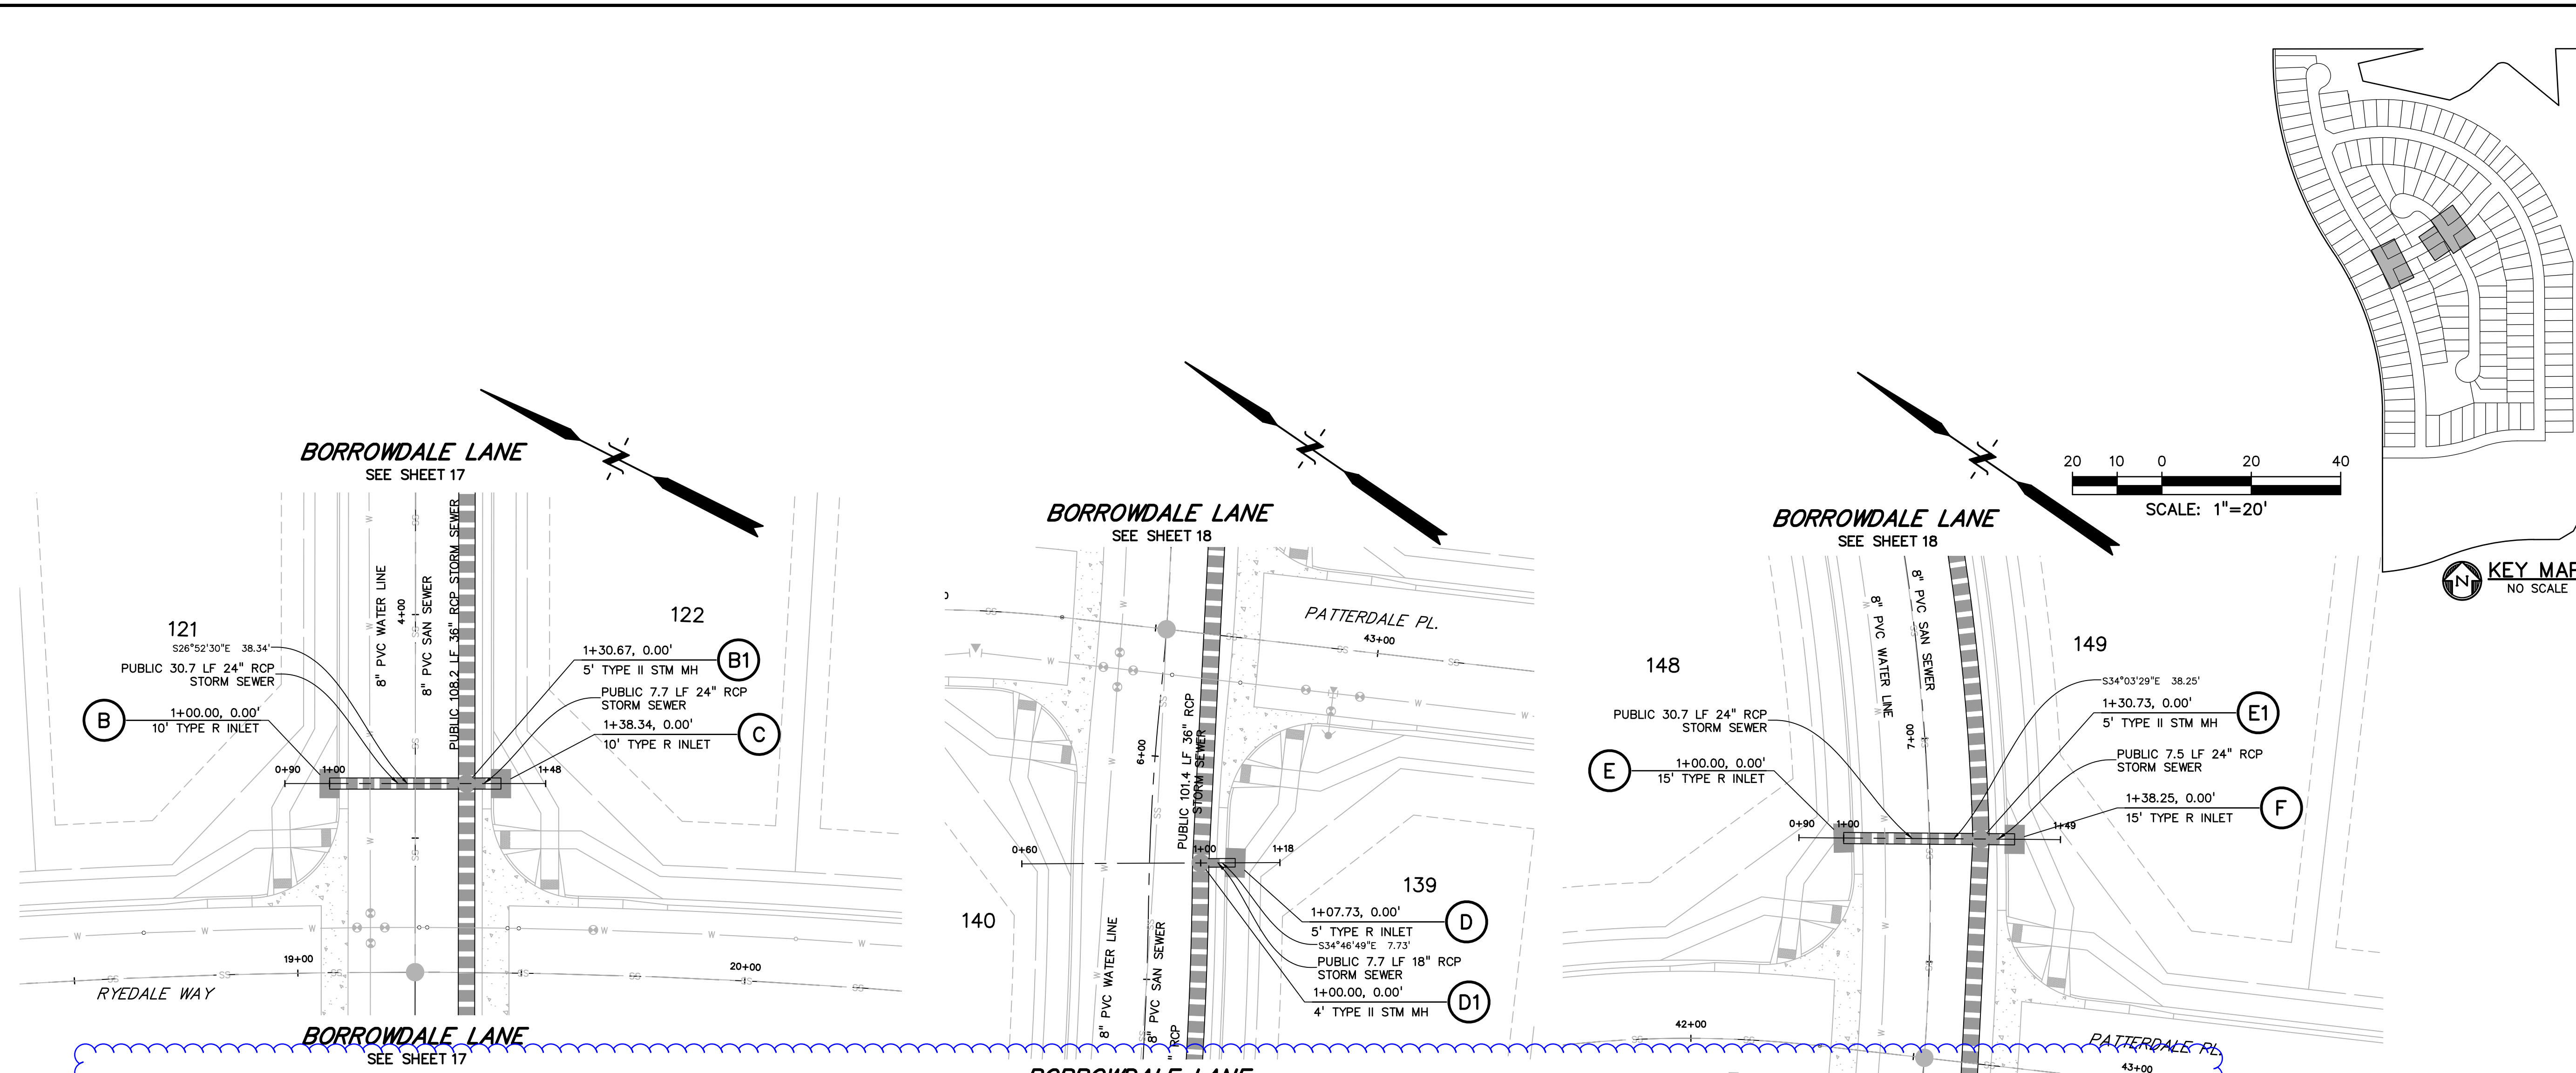 BORROWDALE LANE
SEE SHEET 17
121
S26°52'30"E 38.34'
PUBLIC 30.7 LF 24" RCP
STORM SEWER
B
1+00.00, 0.00'
10' TYPE R INLET
0+90
1+00
8" PVC WATER LINE
4+00
8" PVC SAN SEWER
PUBLIC 108.2 LF 36" RCP STORM SEWER
122
1+30.67, 0.00'
5' TYPE II STM MH
B1
PUBLIC 7.7 LF 24" RCP
STORM SEWER
1+38.34, 0.00'
10' TYPE R INLET
C
1+48
19+00
20+00
RYEDALE WAY
BORROWDALE LANE
SEE SHEET 17
BORROWDALE LANE
SEE SHEET 18
PATTERDALE PL.
43+00
6+00
PUBLIC 101.4 LF 36" RCP
STORM SEWER
0+60
1+00
1+18
140
139
8" PVC WATER LINE
8" PVC SAN SEWER
" RCP
1+07.73, 0.00'
5' TYPE R INLET
D
S34°46'49"E 7.73'
PUBLIC 7.7 LF 18" RCP
STORM SEWER
1+00.00, 0.00'
4' TYPE II STM MH
D1
BORROWDALE LANE
BORROWDALE LANE
SEE SHEET 18
148
8" PVC WATER LINE
8" PVC SAN SEWER
7+00
149
S34°03'29"E 38.25'
PUBLIC 30.7 LF 24" RCP
STORM SEWER
1+30.73, 0.00'
5' TYPE II STM MH
E1
E
1+00.00, 0.00'
15' TYPE R INLET
PUBLIC 7.5 LF 24" RCP
STORM SEWER
1+38.25, 0.00'
15' TYPE R INLET
F
0+90
1+00
1+49
42+00
PATTERDALE PL.
43+00
20 10 0 20 40
SCALE: 1"=20'
N
KEY MAP
NO SCALE